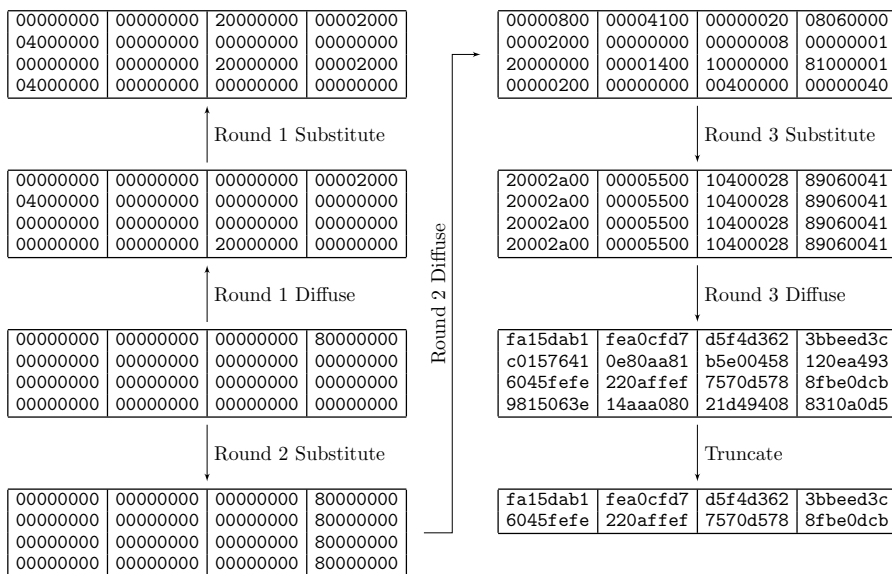 00000000 00000000 20000000 00002000
04000000 00000000 00000000 00000000
00000000 00000000 20000000 00002000
04000000 00000000 00000000 00000000
Round 1 Substitute
00000000 00000000 00000000 00002000
04000000 00000000 00000000 00000000
00000000 00000000 00000000 00000000
00000000 00000000 20000000 00000000
Round 1 Diffuse
00000000 00000000 00000000 80000000
00000000 00000000 00000000 00000000
00000000 00000000 00000000 00000000
00000000 00000000 00000000 00000000
Round 2 Substitute
00000000 00000000 00000000 80000000
00000000 00000000 00000000 80000000
00000000 00000000 00000000 80000000
00000000 00000000 00000000 80000000
Round 2 Diffuse
00000800 00004100 00000020 08060000
00002000 00000000 00000008 00000001
20000000 00001400 10000000 81000001
00000200 00000000 00400000 00000040
Round 3 Substitute
20002a00 00005500 10400028 89060041
20002a00 00005500 10400028 89060041
20002a00 00005500 10400028 89060041
20002a00 00005500 10400028 89060041
Round 3 Diffuse
fa15dab1 fea0cfd7 d5f4d362 3bbeed3c
c0157641 0e80aa81 b5e00458 120ea493
6045fefe 220affef 7570d578 8fbe0dcb
9815063e 14aaa080 21d49408 8310a0d5
Truncate
fa15dab1 fea0cfd7 d5f4d362 3bbeed3c
6045fefe 220affef 7570d578 8fbe0dcb